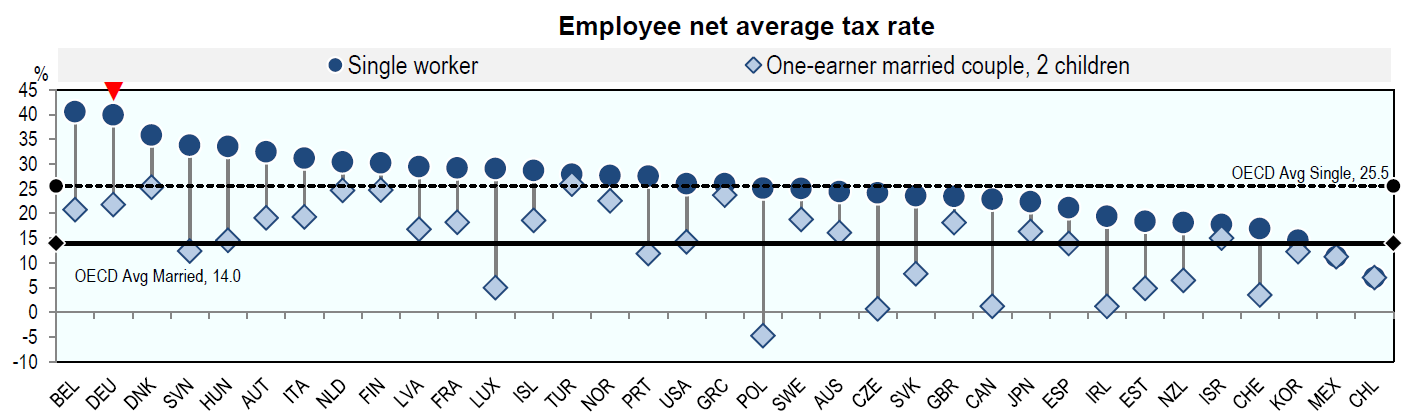 Employee net average tax rate
Single worker
One-earner married couple, 2 children
%
45
40
35
30
25
20
15
10
5
0
-5
-10
OECD Avg Single, 25.5
OECD Avg Married, 14.0
BEL DEU DNK SVN HUN AUT ITA NLD FIN LVA FRA LUX ISL TUR NOR PRT USA GRC POL SWE AUS CZE SVK GBR CAN JPN ESP IRL EST NZL ISR CHE KOR MEX CHL